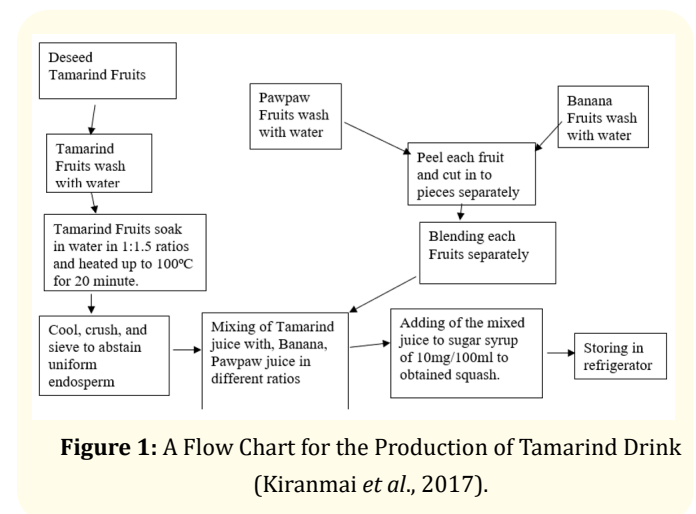 Deseed
Tamarind Fruits
Tamarind
Fruits wash
with water
Tamarind Fruits soak
in water in 1:1.5 ratios
and heated up to 100ºC
for 20 minute.
Cool, crush, and
sieve to abstain
uniform
endosperm
Pawpaw
Fruits wash
with water
Banana
Fruits wash
with water
Peel each fruit
and cut in to
pieces separately
Blending each
Fruits separately
Mixing of Tamarind
juice with, Banana,
Pawpaw juice in
different ratios
Adding of the mixed
juice to sugar syrup
of 10mg/100ml to
obtained squash.
Storing in
refrigerator
Figure 1: A Flow Chart for the Production of Tamarind Drink
(Kiranmai et al., 2017).